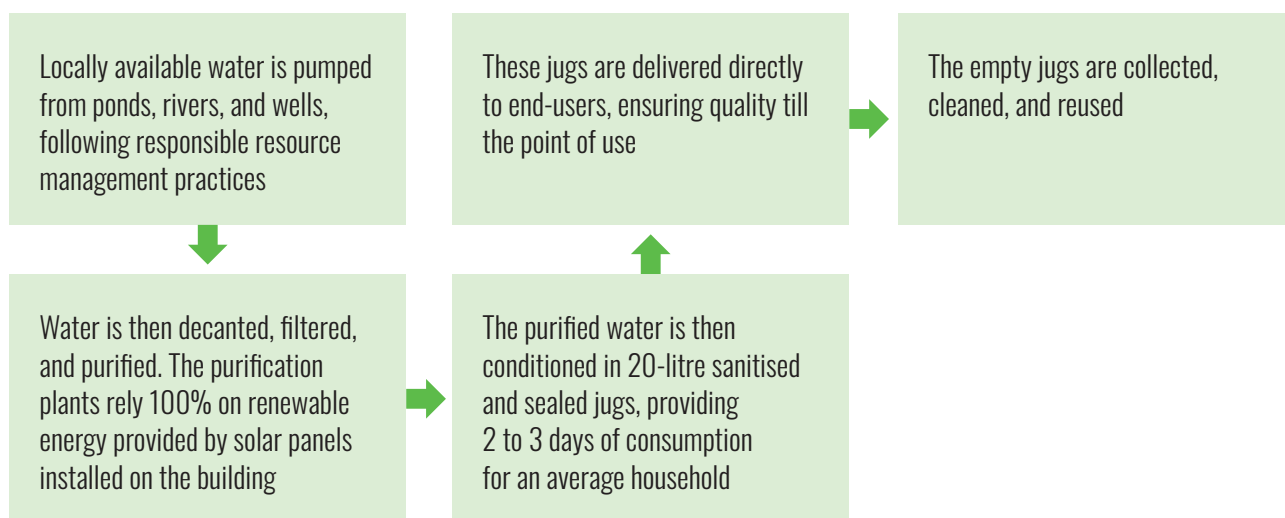 Locally available water is pumped
from ponds, rivers, and wells,
following responsible resource
management practices
Water is then decanted, filtered,
and purified. The purification
plants rely 100% on renewable
energy provided by solar panels
installed on the building
The purified water is then
conditioned in 20-litre sanitised
and sealed jugs, providing
2 to 3 days of consumption
for an average household
These jugs are delivered directly
to end-users, ensuring quality till
the point of use
The empty jugs are collected,
cleaned, and reused